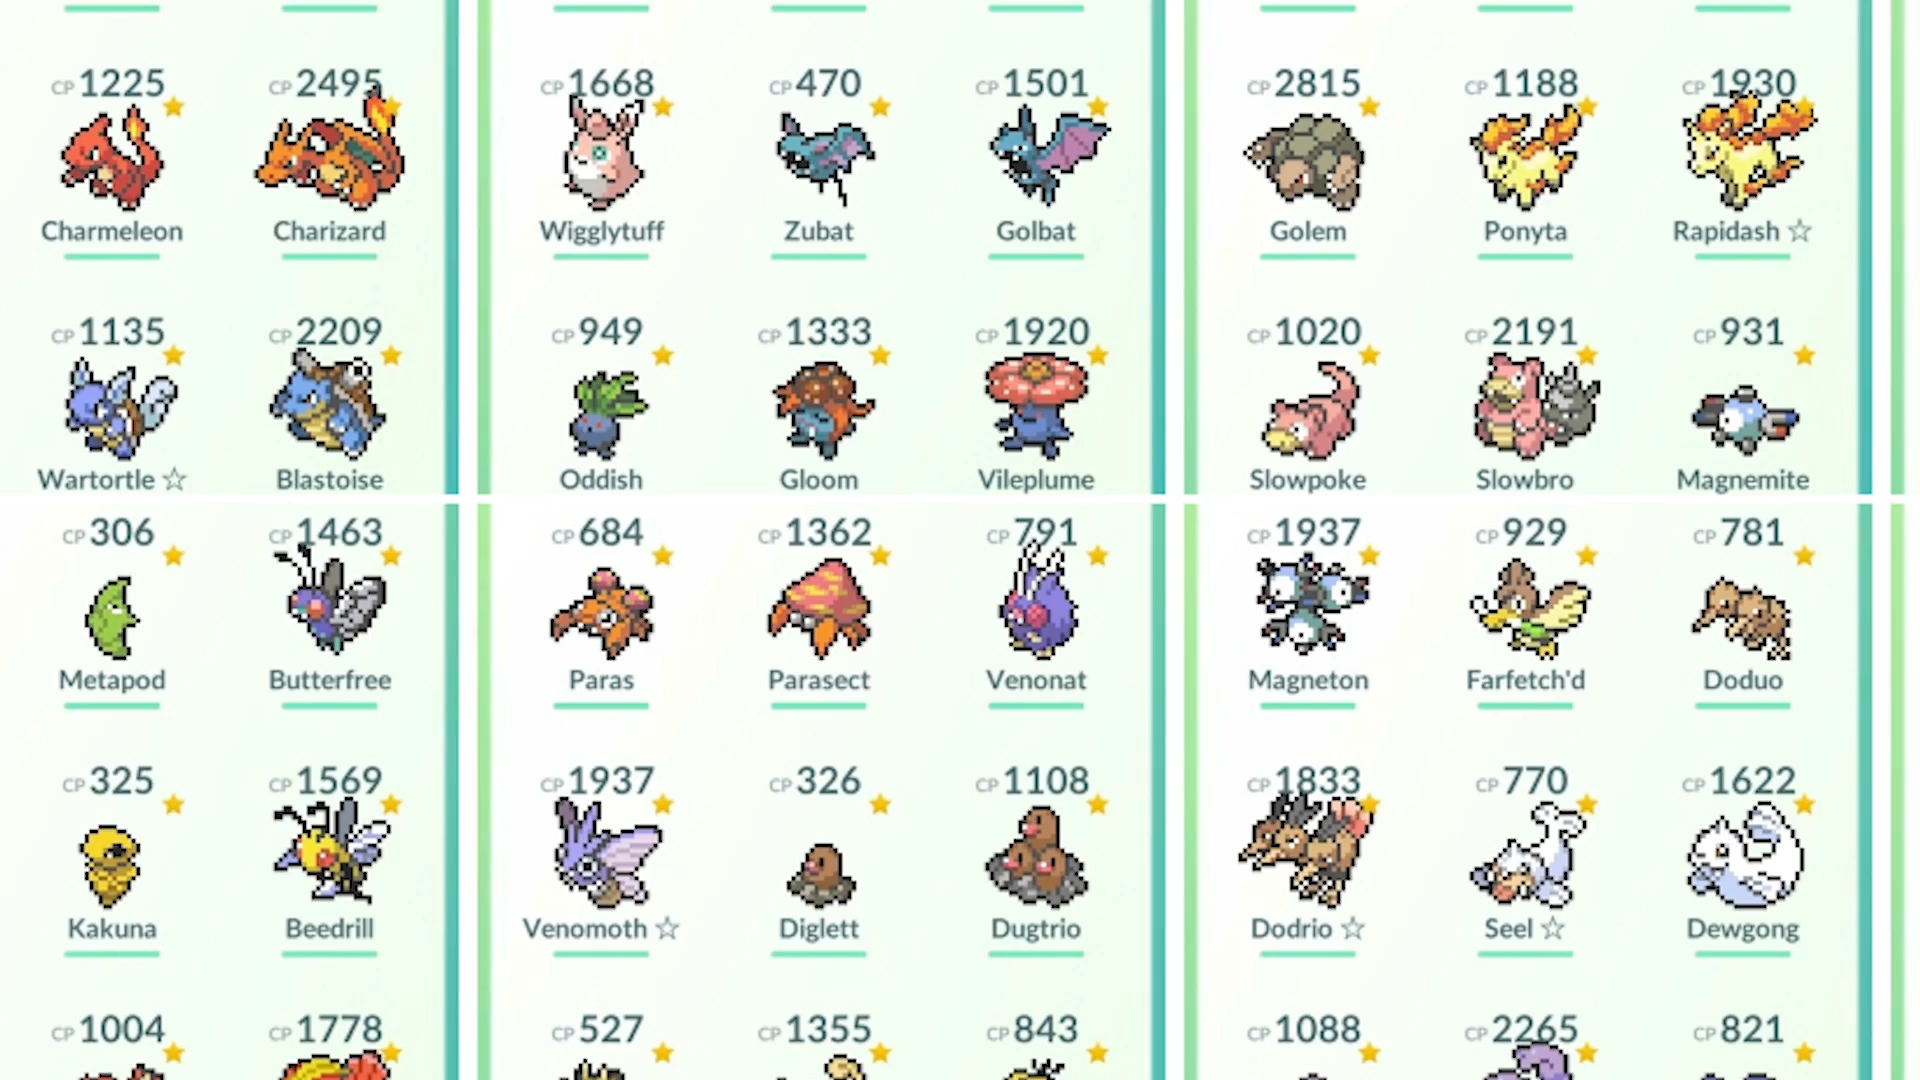 CP 1225 CP 2495 CP 1668 CP 470 CP 1501 CP 2815 CP 1188 CP 1930
Charmeleon Charizard Wigglytuff Zubat Golbat Golem Ponyta Rapidash ☆
CP 1135 CP 2209 CP 949 CP 1333 CP 1920 CP 1020 CP 2191 CP 931
Wartortle ☆ Blastoise Oddish Gloom Vileplume Slowpoke Slowbro Magnemite
CP 306 CP 1463 CP 684 CP 1362 CP 791 CP 1937 CP 929 CP 781
Metapod Butterfree Paras Parasect Venonat Magneton Farfetch'd Doduo
CP 325 CP 1569 CP 1937 CP 326 CP 1108 CP 1833 CP 770 CP 1622
Kakuna Beedrill Venomoth ☆ Diglett Dugtrio Dodrio ☆ Seel ☆ Dewgong
CP 1004 CP 1778 CP 527 CP 1355 CP 843 CP 1088 CP 2265 CP 821